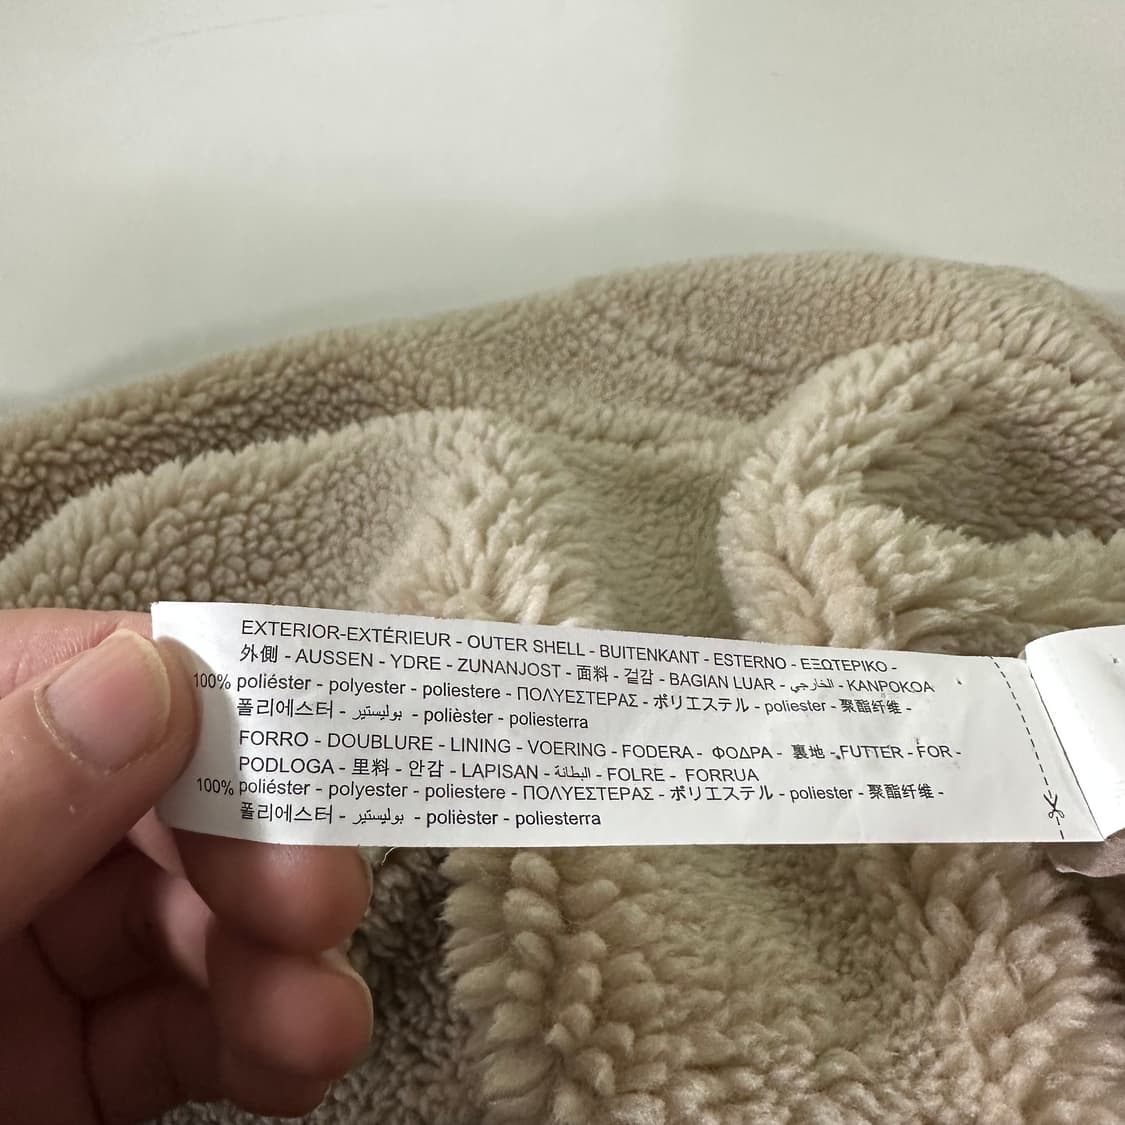 EXTERIOR-EXTÉRIEUR - OUTER SHELL - BUITENKANT - ESTERNO - ΕΞΩΤΕΡΙΚΟ -
外側 - AUSSEN - YDRE - ZUNANJOST - 面料 - 겉감 - BAGIAN LUAR - الخارجي - KANPOKOA
100% poliéster - polyester - poliestere - ΠΟΛΥΕΣΤΕΡΑΣ - ポリエステル - poliester - 聚酯纤维 -
폴리에스터 - بوليستير - polièster - poliesterra
FORRO - DOUBLURE - LINING - VOERING - FODERA - ΦΟΔΡΑ - 裏地 - FUTTER - FOR -
PODLOGA - 里料 - 안감 - LAPISAN - البطانة - FOLRE - FORRUA
100% poliéster - polyester - poliestere - ΠΟΛΥΕΣΤΕΡΑΣ - ポリエステル - poliester - 聚酯纤维 -
폴리에스터 - بوليستير - polièster - poliesterra